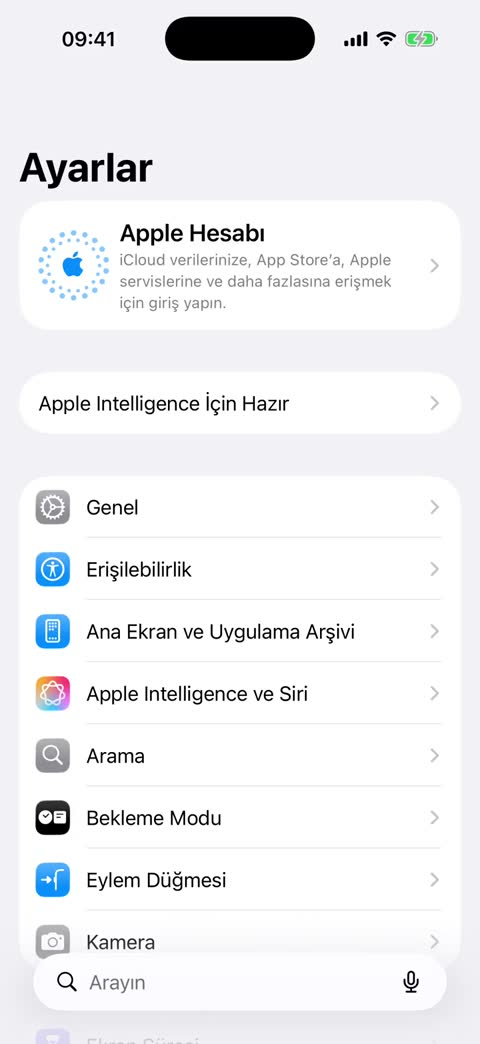 09:41
Ayarlar
Apple Hesabı
iCloud verilerinize, App Store'a, Apple
servislerine ve daha fazlasına erişmek
için giriş yapın.
Apple Intelligence İçin Hazır
Genel
Erişilebilirlik
Ana Ekran ve Uygulama Arşivi
Apple Intelligence ve Siri
Arama
Bekleme Modu
Eylem Düğmesi
Kamera
Arayın
Ekran Süresi